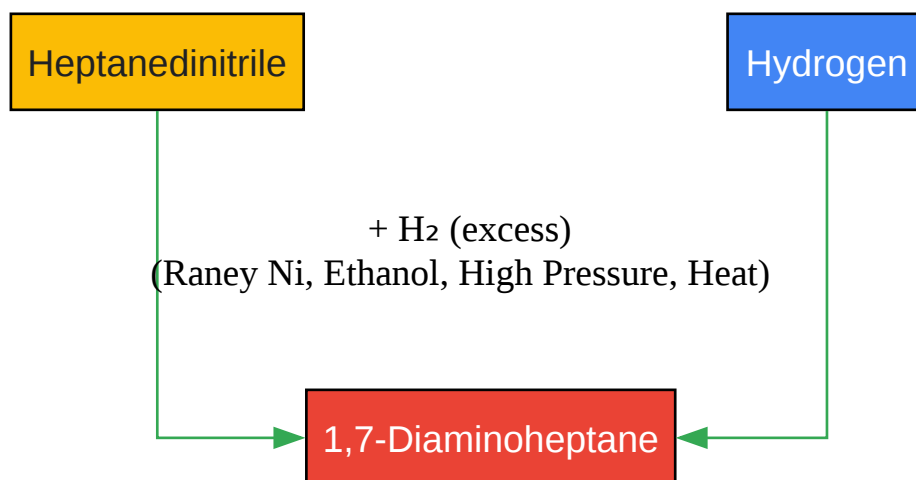 Heptanedinitrile
Hydrogen
+ H₂ (excess)
(Raney Ni, Ethanol, High Pressure, Heat)
1,7-Diaminoheptane